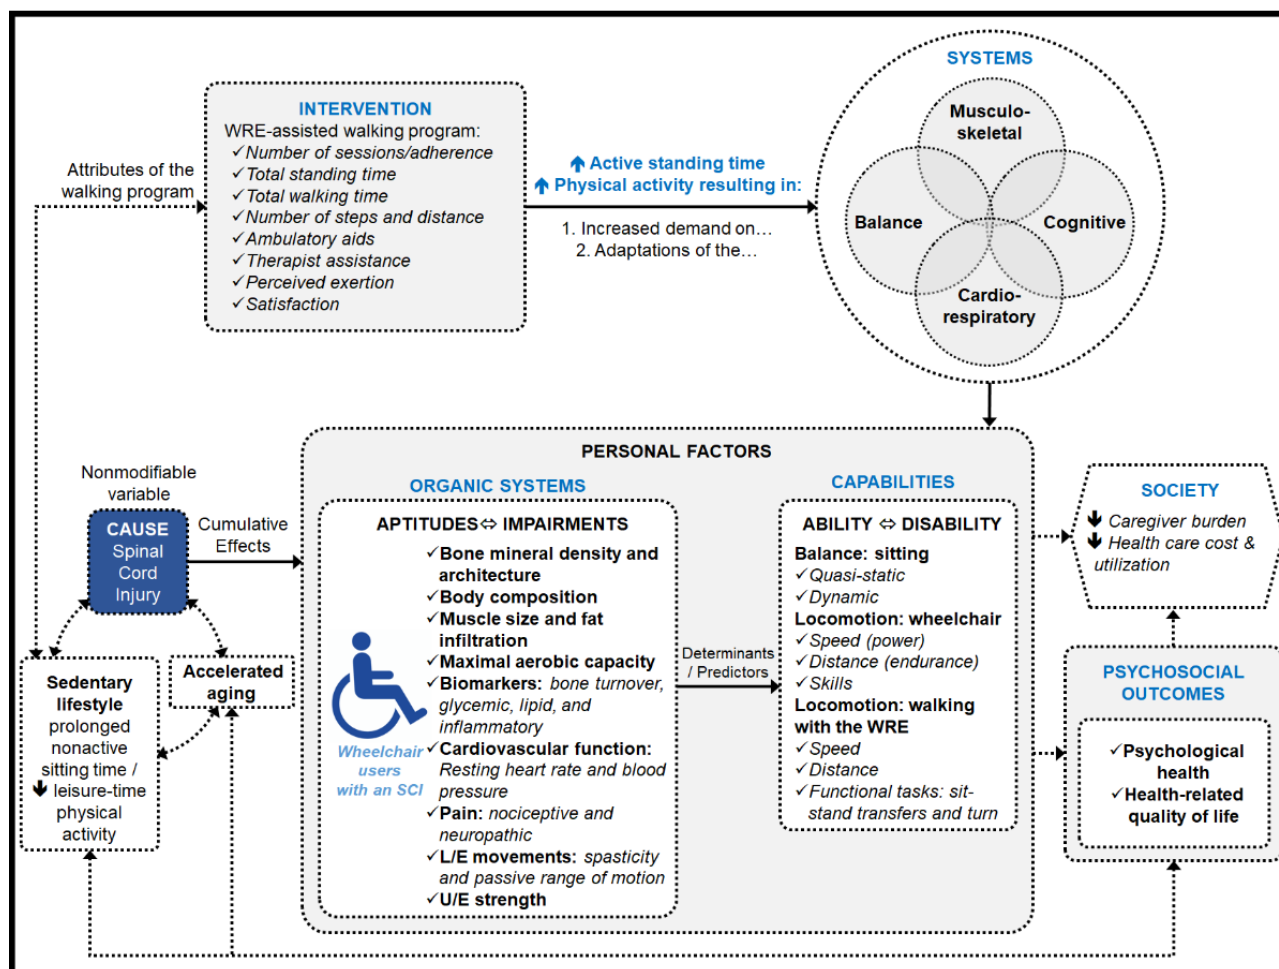 SYSTEMS
Musculo-
skeletal
Balance
Cognitive
Cardio-
respiratory
INTERVENTION
WRE-assisted walking program:
✓Number of sessions/adherence
✓Total standing time
✓Total walking time
✓Number of steps and distance
✓Ambulatory aids
✓Therapist assistance
✓Perceived exertion
✓Satisfaction
Attributes of the
walking program
↑ Active standing time
↑ Physical activity resulting in:
1. Increased demand on…
2. Adaptations of the…
PERSONAL FACTORS
ORGANIC SYSTEMS
APTITUDES⇔ IMPAIRMENTS
✓Bone mineral density and
architecture
✓Body composition
✓Muscle size and fat
infiltration
✓Maximal aerobic capacity
✓Biomarkers: bone turnover,
glycemic, lipid, and
inflammatory
✓Cardiovascular function:
Resting heart rate and blood
pressure
✓Pain: nociceptive and
neuropathic
✓L/E movements: spasticity
and passive range of motion
✓U/E strength
Wheelchair
users
with an SCI
Determinants
/ Predictors
CAPABILITIES
ABILITY ⇔ DISABILITY
Balance: sitting
✓Quasi-static
✓Dynamic
Locomotion: wheelchair
✓Speed (power)
✓Distance (endurance)
✓Skills
Locomotion: walking
with the WRE
✓Speed
✓Distance
✓Functional tasks: sit-
stand transfers and turn
Nonmodifiable
variable
CAUSE
Spinal
Cord
Injury
Cumulative
Effects
Sedentary
lifestyle
prolonged
nonactive
sitting time /
↓ leisure-time
physical
activity
Accelerated
aging
SOCIETY
↓ Caregiver burden
↓ Health care cost &
utilization
PSYCHOSOCIAL
OUTCOMES
✓Psychological
health
✓Health-related
quality of life